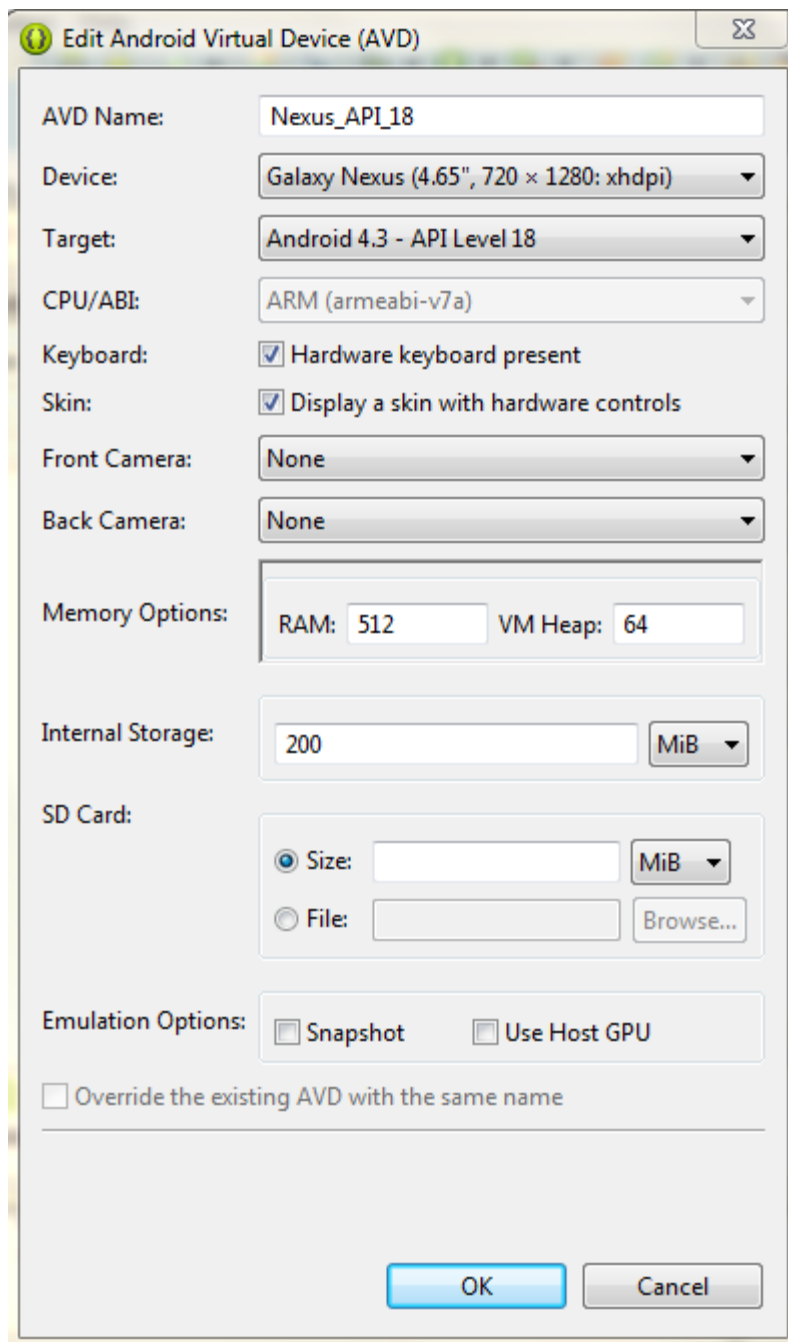 Edit Android Virtual Device (AVD)
AVD Name: Nexus_API_18
Device: Galaxy Nexus (4.65", 720 × 1280: xhdpi)
Target: Android 4.3 - API Level 18
CPU/ABI: ARM (armeabi-v7a)
Keyboard: Hardware keyboard present
Skin: Display a skin with hardware controls
Front Camera: None
Back Camera: None
Memory Options: RAM: 512 VM Heap: 64
Internal Storage: 200 MiB
SD Card:
Size: MiB
File: Browse...
Emulation Options: Snapshot Use Host GPU
Override the existing AVD with the same name
OK Cancel